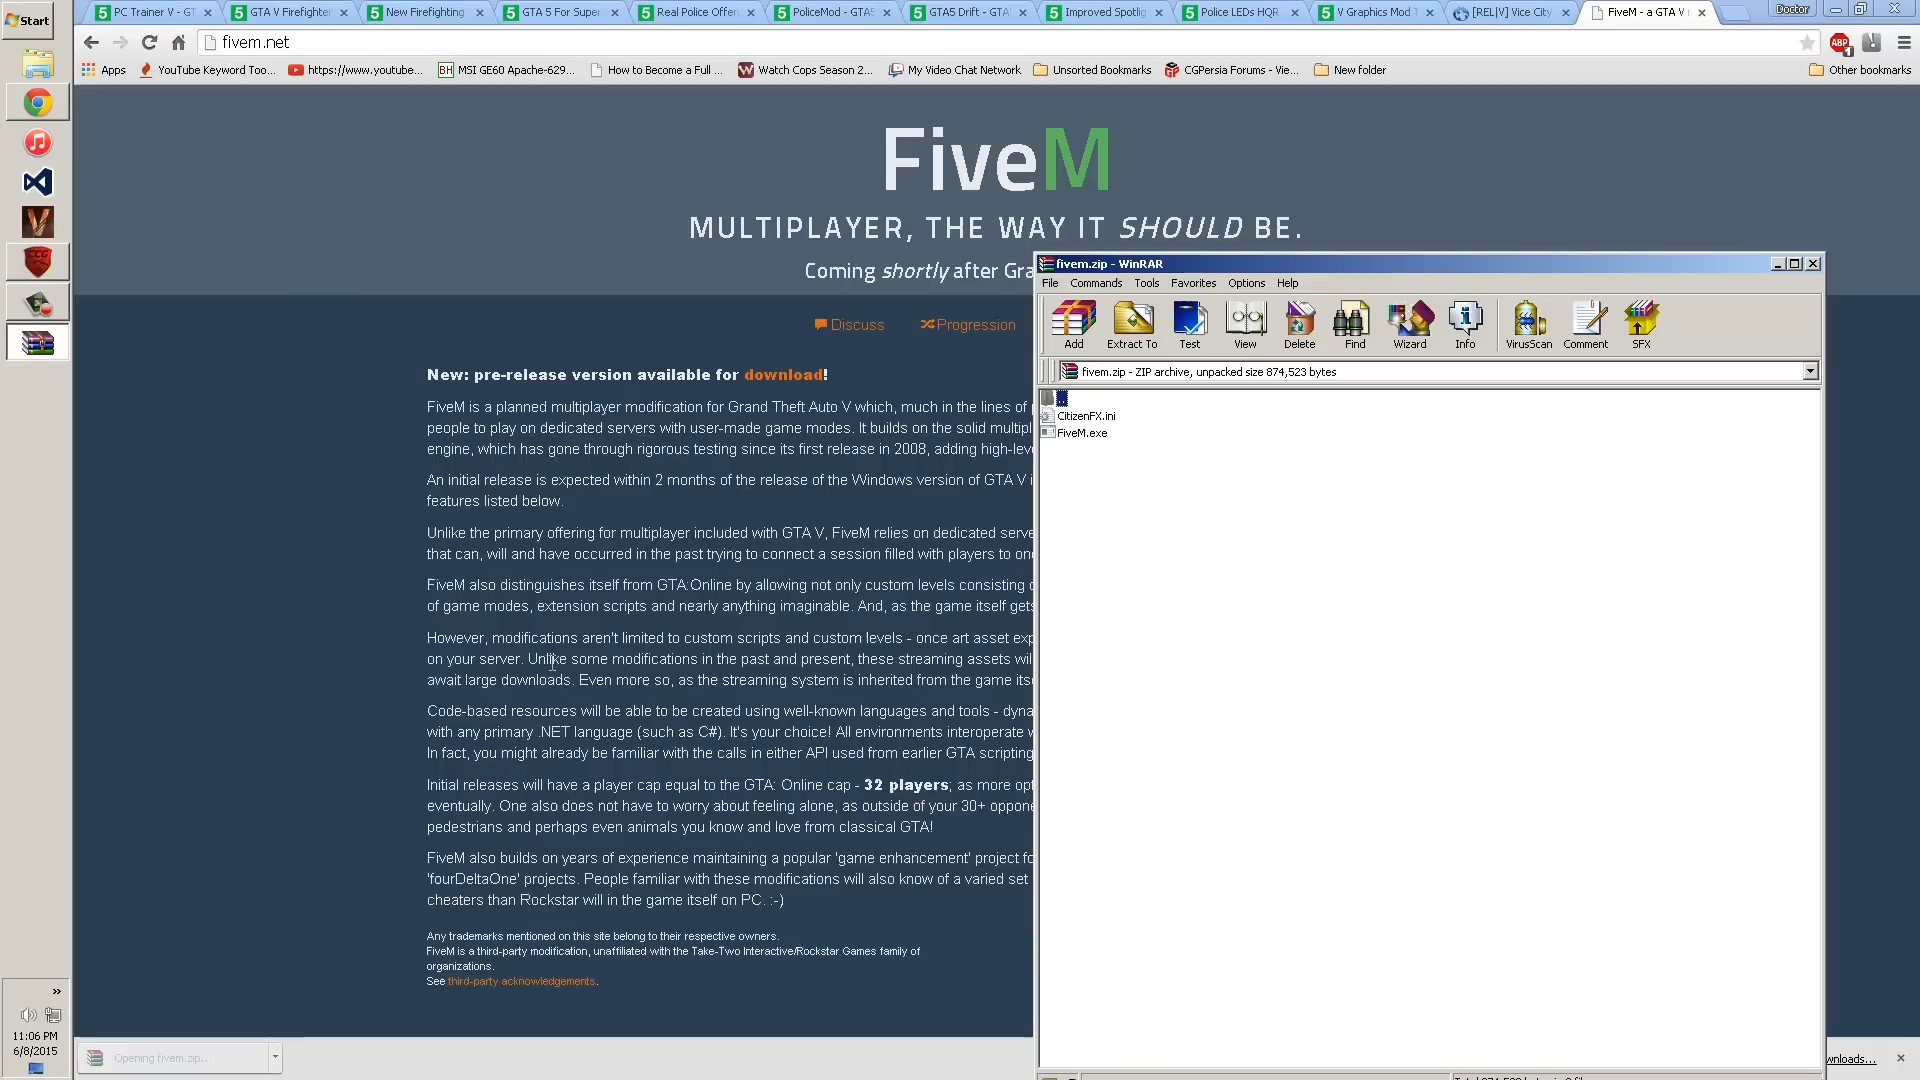 Start
PC Trainer V - GT
GTA V Firefighter
New Firefighting
GTA 5 For Super
Real Police Offen
PoliceMod - GTA5
GTA5 Drift - GTA
Improved Spotlig
Police LEDs HQR
V Graphics Mod
[REL|V] Vice City
FiveM - a GTA V
Doctor
fivem.net
ABP
1
Apps
YouTube Keyword Too...
https://www.youtube...
BH
MSI GE60 Apache-629...
How to Become a Full ...
Watch Cops Season 2...
My Video Chat Network
Unsorted Bookmarks
CGPersia Forums - Vie...
New folder
Other bookmarks
FiveM
MULTIPLAYER, THE WAY IT SHOULD BE.
Coming shortly after Gra
Discuss
Progression
New: pre-release version available for download!
FiveM is a planned multiplayer modification for Grand Theft Auto V which, much in the lines of
people to play on dedicated servers with user-made game modes. It builds on the solid multipl
engine, which has gone through rigorous testing since its first release in 2008, adding high-leve
An initial release is expected within 2 months of the release of the Windows version of GTA V i
features listed below.
Unlike the primary offering for multiplayer included with GTA V, FiveM relies on dedicated serve
that can, will and have occurred in the past trying to connect a session filled with players to one
FiveM also distinguishes itself from GTA:Online by allowing not only custom levels consisting o
of game modes, extension scripts and nearly anything imaginable. And, as the game itself gets
However, modifications aren't limited to custom scripts and custom levels - once art asset exp
on your server. Unlike some modifications in the past and present, these streaming assets wil
await large downloads. Even more so, as the streaming system is inherited from the game itse
Code-based resources will be able to be created using well-known languages and tools - dyna
with any primary .NET language (such as C#). It's your choice! All environments interoperate w
In fact, you might already be familiar with the calls in either API used from earlier GTA scripting
Initial releases will have a player cap equal to the GTA: Online cap - 32 players; as more opt
eventually. One also does not have to worry about feeling alone, as outside of your 30+ oppone
pedestrians and perhaps even animals you know and love from classical GTA!
FiveM also builds on years of experience maintaining a popular 'game enhancement' project fo
'fourDeltaOne' projects. People familiar with these modifications will also know of a varied set
cheaters than Rockstar will in the game itself on PC. :-)
Any trademarks mentioned on this site belong to their respective owners.
FiveM is a third-party modification, unaffiliated with the Take-Two Interactive/Rockstar Games family of
organizations.
See third-party acknowledgements.
fivem.zip - WinRAR
File Commands Tools Favorites Options Help
Add Extract To Test View Delete Find Wizard Info VirusScan Comment SFX
fivem.zip - ZIP archive, unpacked size 874,523 bytes
..
CitizenFX.ini
FiveM.exe
CCG
»
11:06 PM
6/8/2015
Opening fivem.zip...
wnloads...